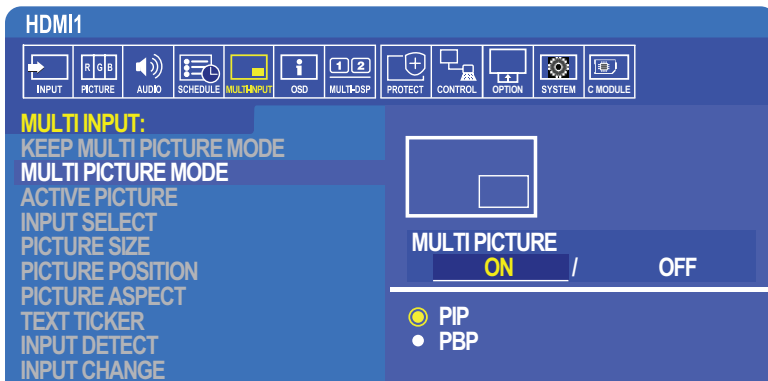 HDMI1
RGB
1 2
INPUT PICTURE AUDIO SCHEDULE MULTI-INPUT OSD MULTI-DSP PROTECT CONTROL OPTION SYSTEM C MODULE
MULTI INPUT:
KEEP MULTI PICTURE MODE
MULTI PICTURE MODE
ACTIVE PICTURE
INPUT SELECT
PICTURE SIZE
PICTURE POSITION
PICTURE ASPECT
TEXT TICKER
INPUT DETECT
INPUT CHANGE
MULTI PICTURE
ON / OFF
PIP
PBP